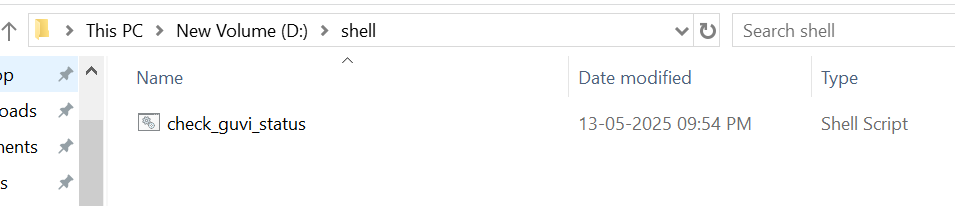 This PC > New Volume (D:) > shell
Search shell
Name Date modified Type
op
oads
ments
s
check_guvi_status 13-05-2025 09:54 PM Shell Script